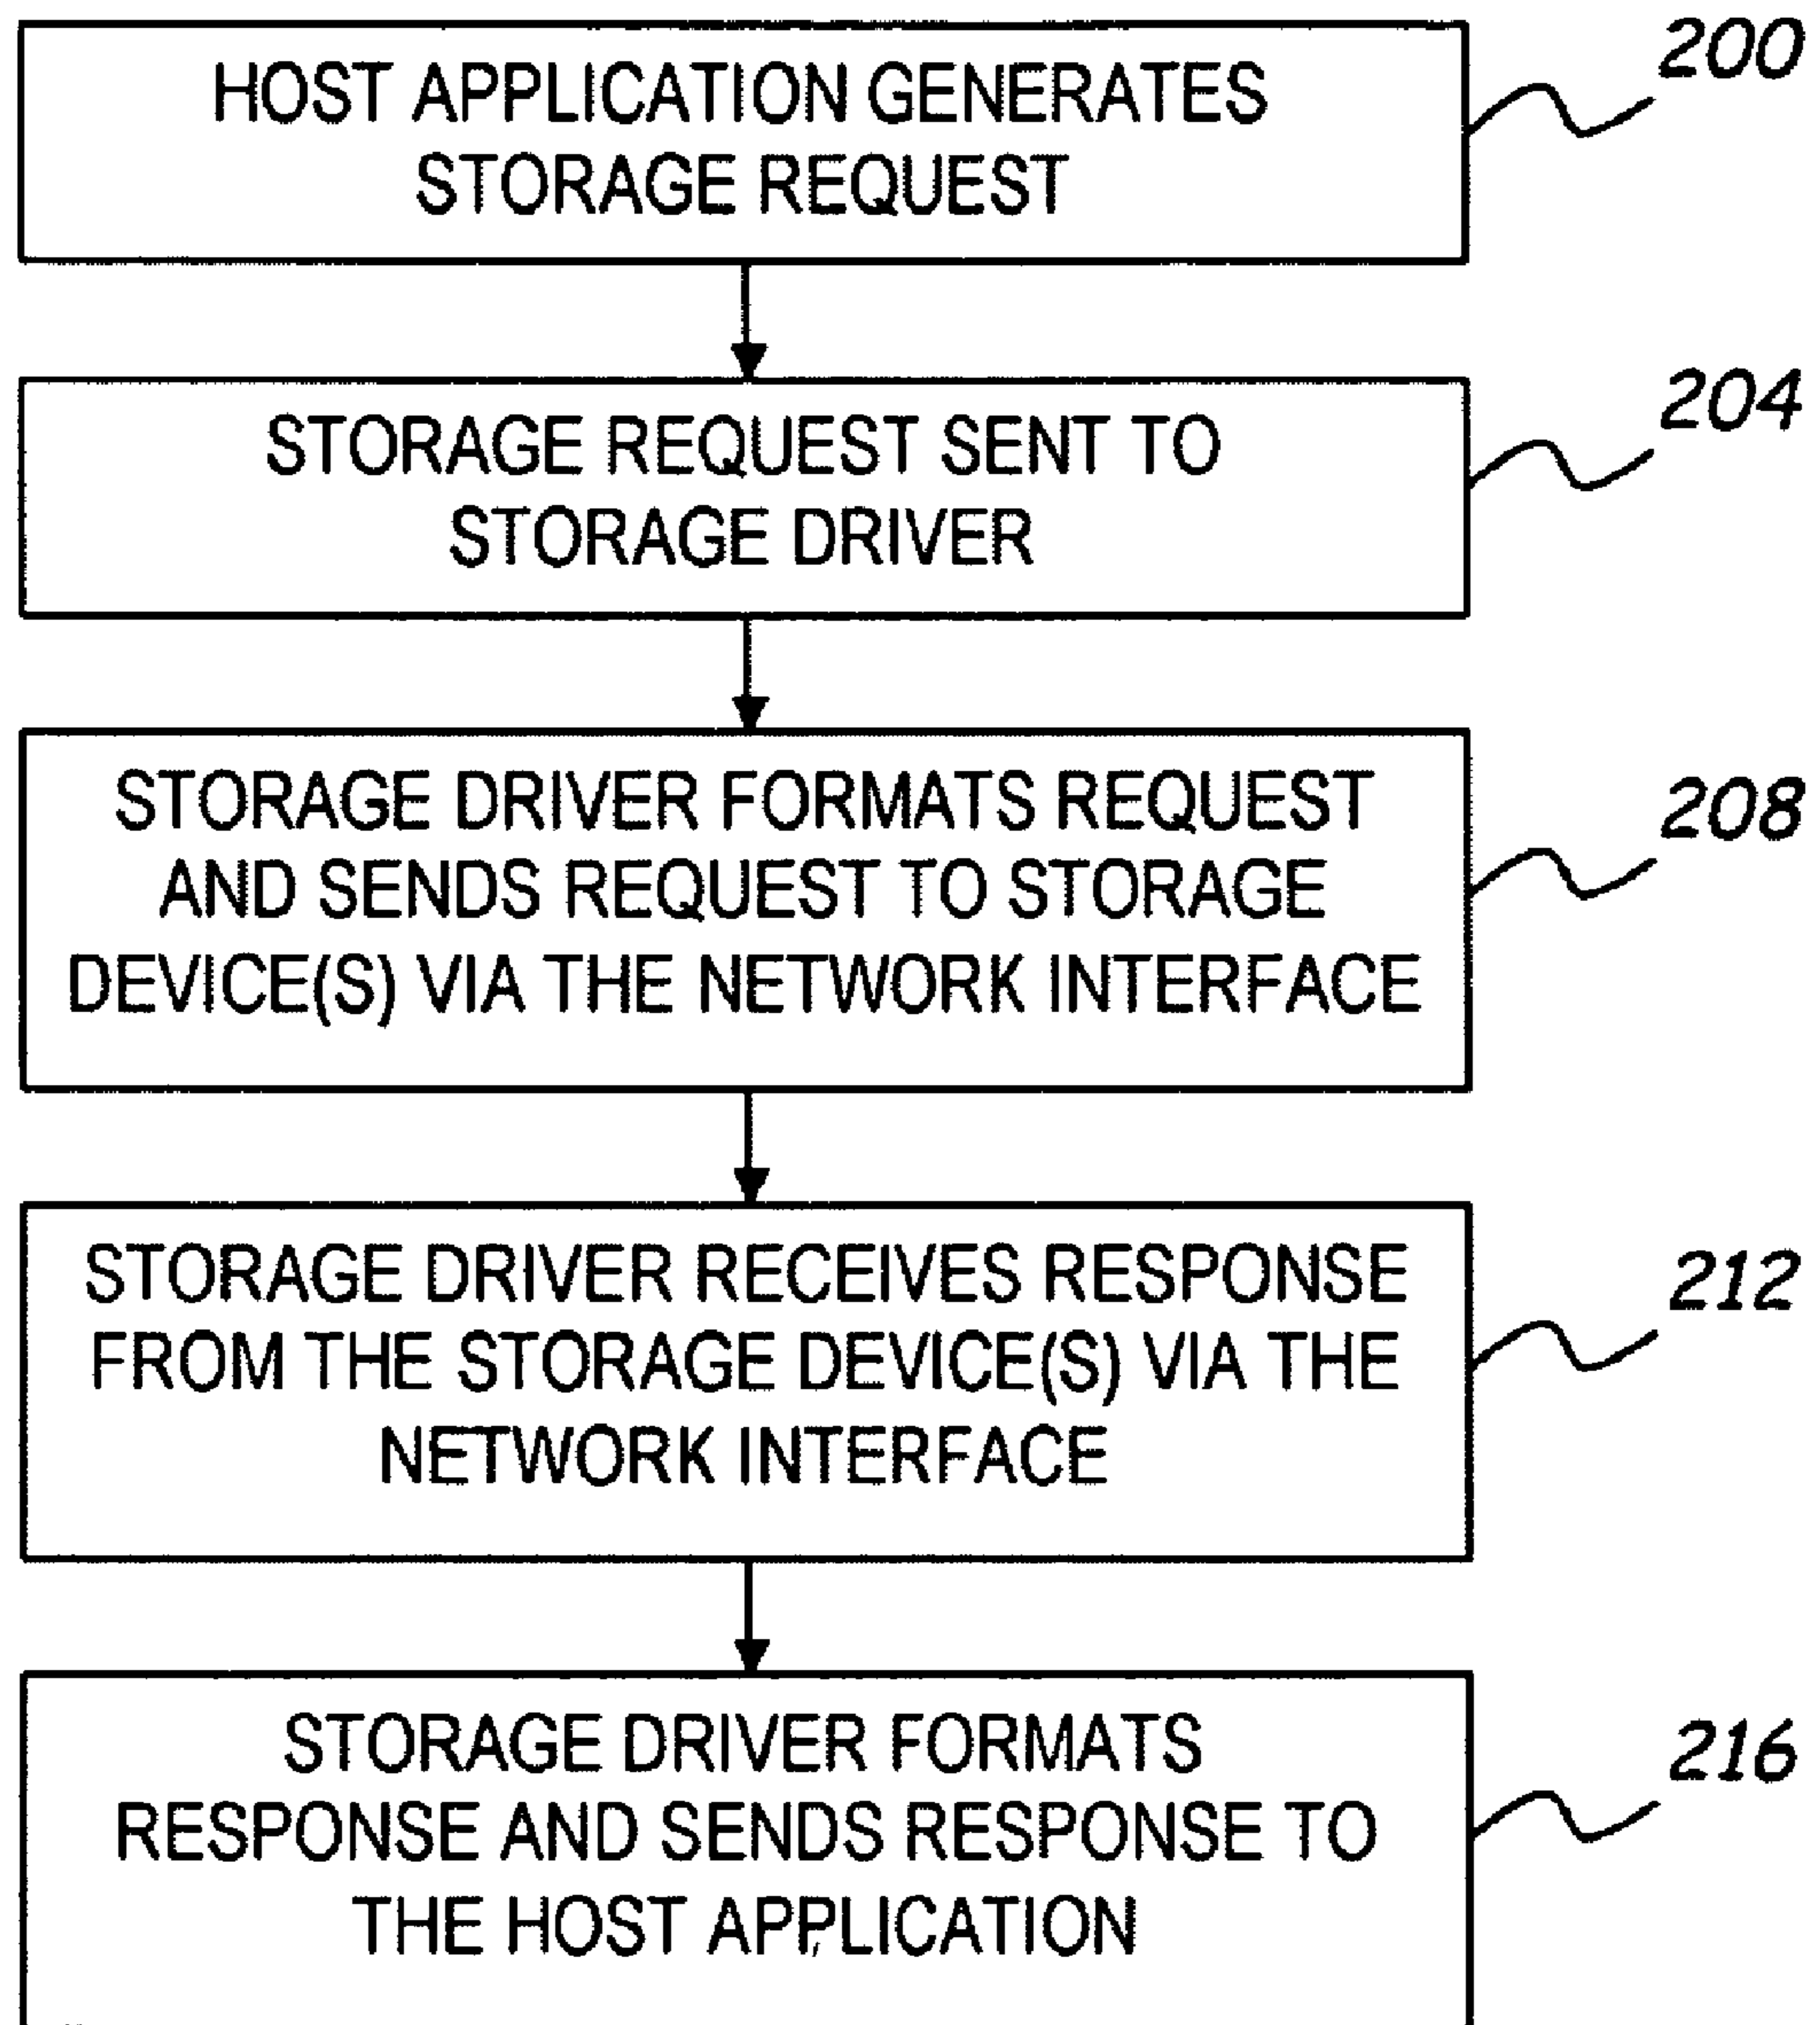 HOST APPLICATION GENERATES
STORAGE REQUEST
200
STORAGE REQUEST SENT TO
STORAGE DRIVER
204
STORAGE DRIVER FORMATS REQUEST
AND SENDS REQUEST TO STORAGE
DEVICE(S) VIA THE NETWORK INTERFACE
208
STORAGE DRIVER RECEIVES RESPONSE
FROM THE STORAGE DEVICE(S) VIA THE
NETWORK INTERFACE
212
STORAGE DRIVER FORMATS
RESPONSE AND SENDS RESPONSE TO
THE HOST APPLICATION
216